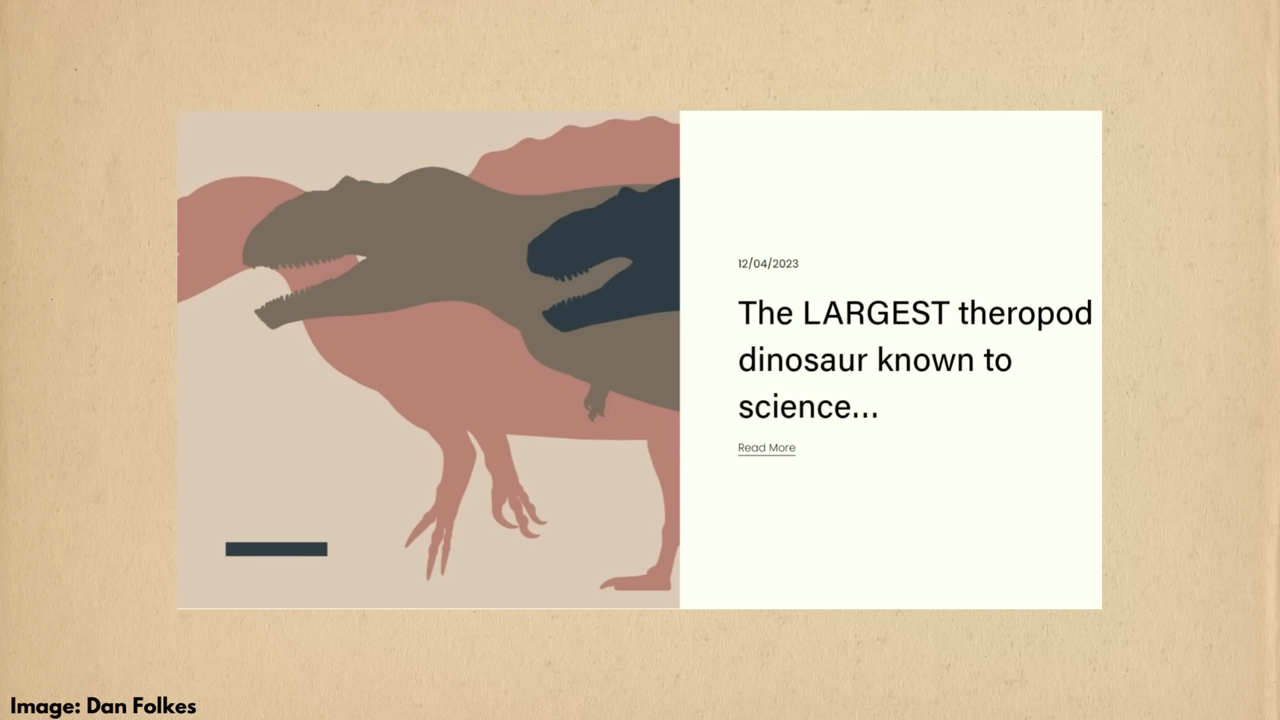 12/04/2023
The LARGEST theropod
dinosaur known to
science...
Read More
Image: Dan Folkes